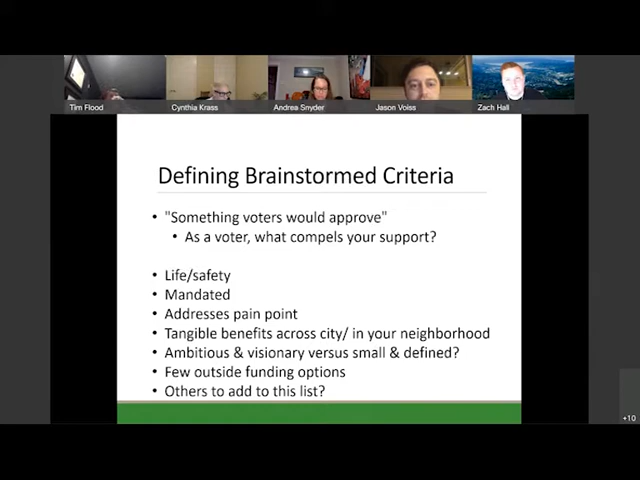 Tim Flood
Cynthia Krass
Andrea Snyder
Jason Voiss
Zach Hall
Defining Brainstormed Criteria
• "Something voters would approve"
• As a voter, what compels your support?
• Life/safety
• Mandated
• Addresses pain point
• Tangible benefits across city/ in your neighborhood
• Ambitious & visionary versus small & defined?
• Few outside funding options
• Others to add to this list?
+10